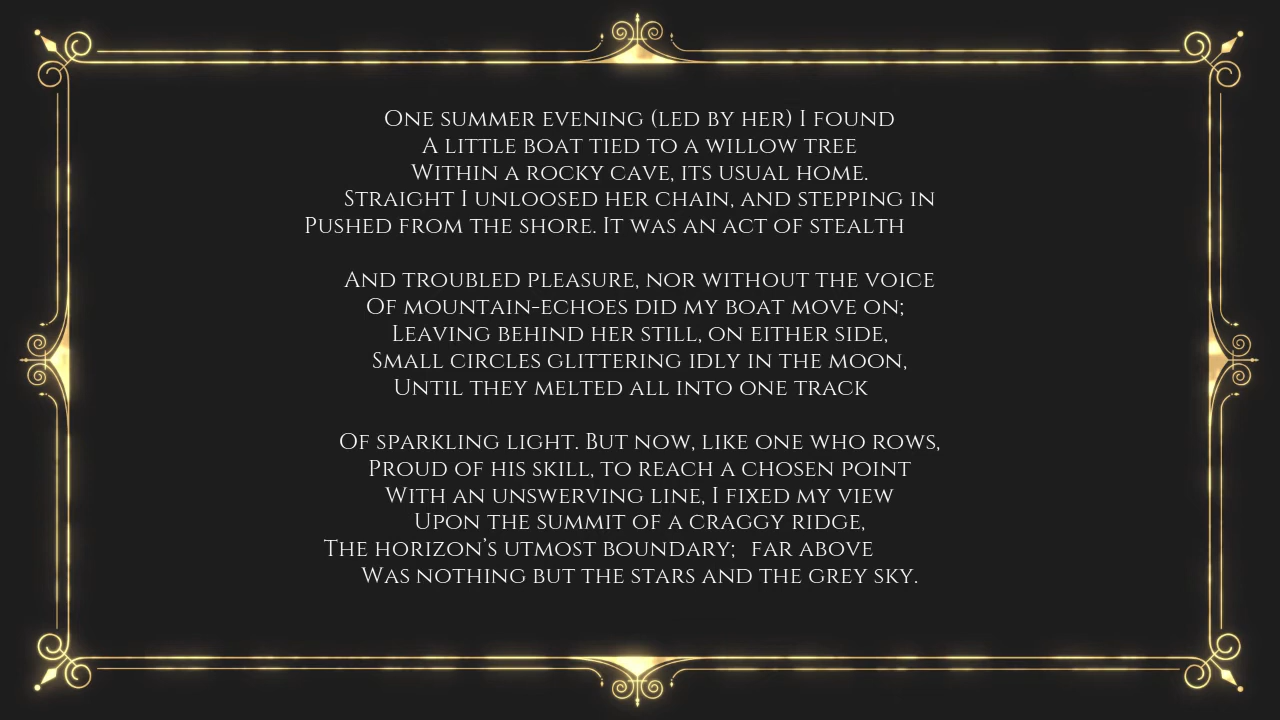 One summer evening (led by her) I found
A little boat tied to a willow tree
Within a rocky cave, its usual home.
Straight I unloosed her chain, and stepping in
Pushed from the shore. It was an act of stealth
And troubled pleasure, nor without the voice
Of mountain-echoes did my boat move on;
Leaving behind her still, on either side,
Small circles glittering idly in the moon,
Until they melted all into one track
Of sparkling light. But now, like one who rows,
Proud of his skill, to reach a chosen point
With an unswerving line, I fixed my view
Upon the summit of a craggy ridge,
The horizon’s utmost boundary; far above
Was nothing but the stars and the grey sky.